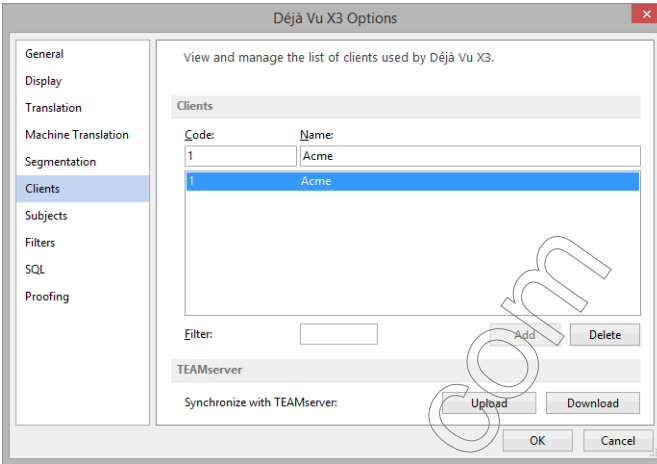 Déjà Vu X3 Options
General
Display
Translation
Machine Translation
Segmentation
Clients
Subjects
Filters
SQL
Proofing
View and manage the list of clients used by Déjà Vu X3.
Clients
Code: Name:
1 Acme
1 Acme
Filter: Add Delete
TEAMserver
Synchronize with TEAMserver: Upload Download
OK Cancel
com